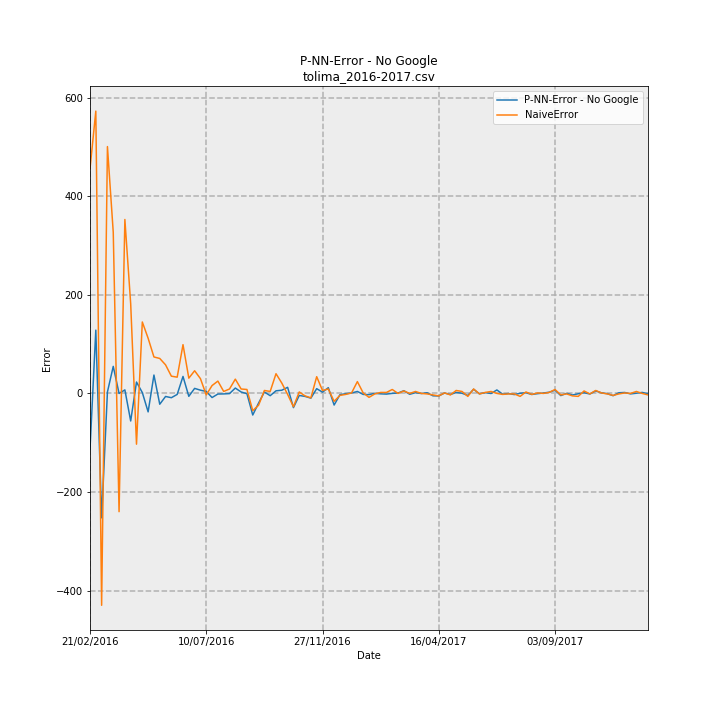 P-NN-Error - No Google
tolima_2016-2017.csv
P-NN-Error - No Google
NaiveError
600
400
200
0
−200
−400
Error
21/02/2016
10/07/2016
27/11/2016
16/04/2017
03/09/2017
Date